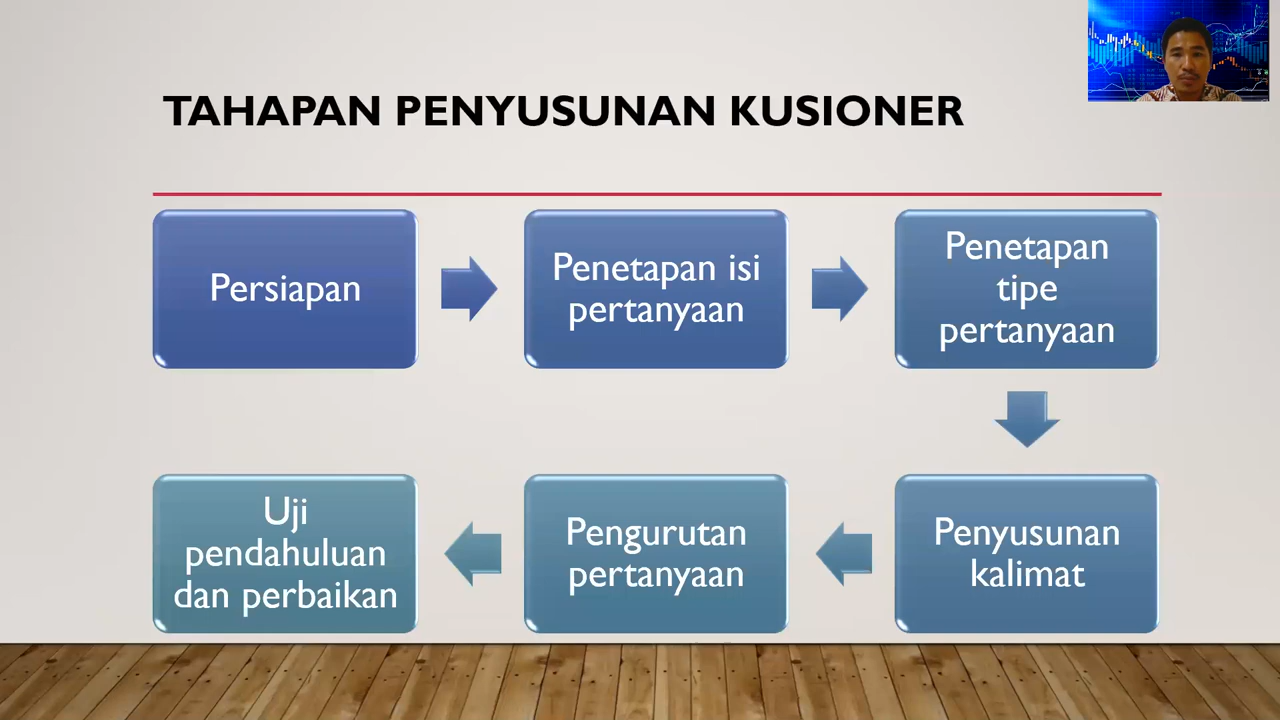 TAHAPAN PENYUSUNAN KUSIONER
Persiapan
Penetapan isi
pertanyaan
Penetapan
tipe
pertanyaan
Penyusunan
kalimat
Pengurutan
pertanyaan
Uji
pendahuluan
dan perbaikan